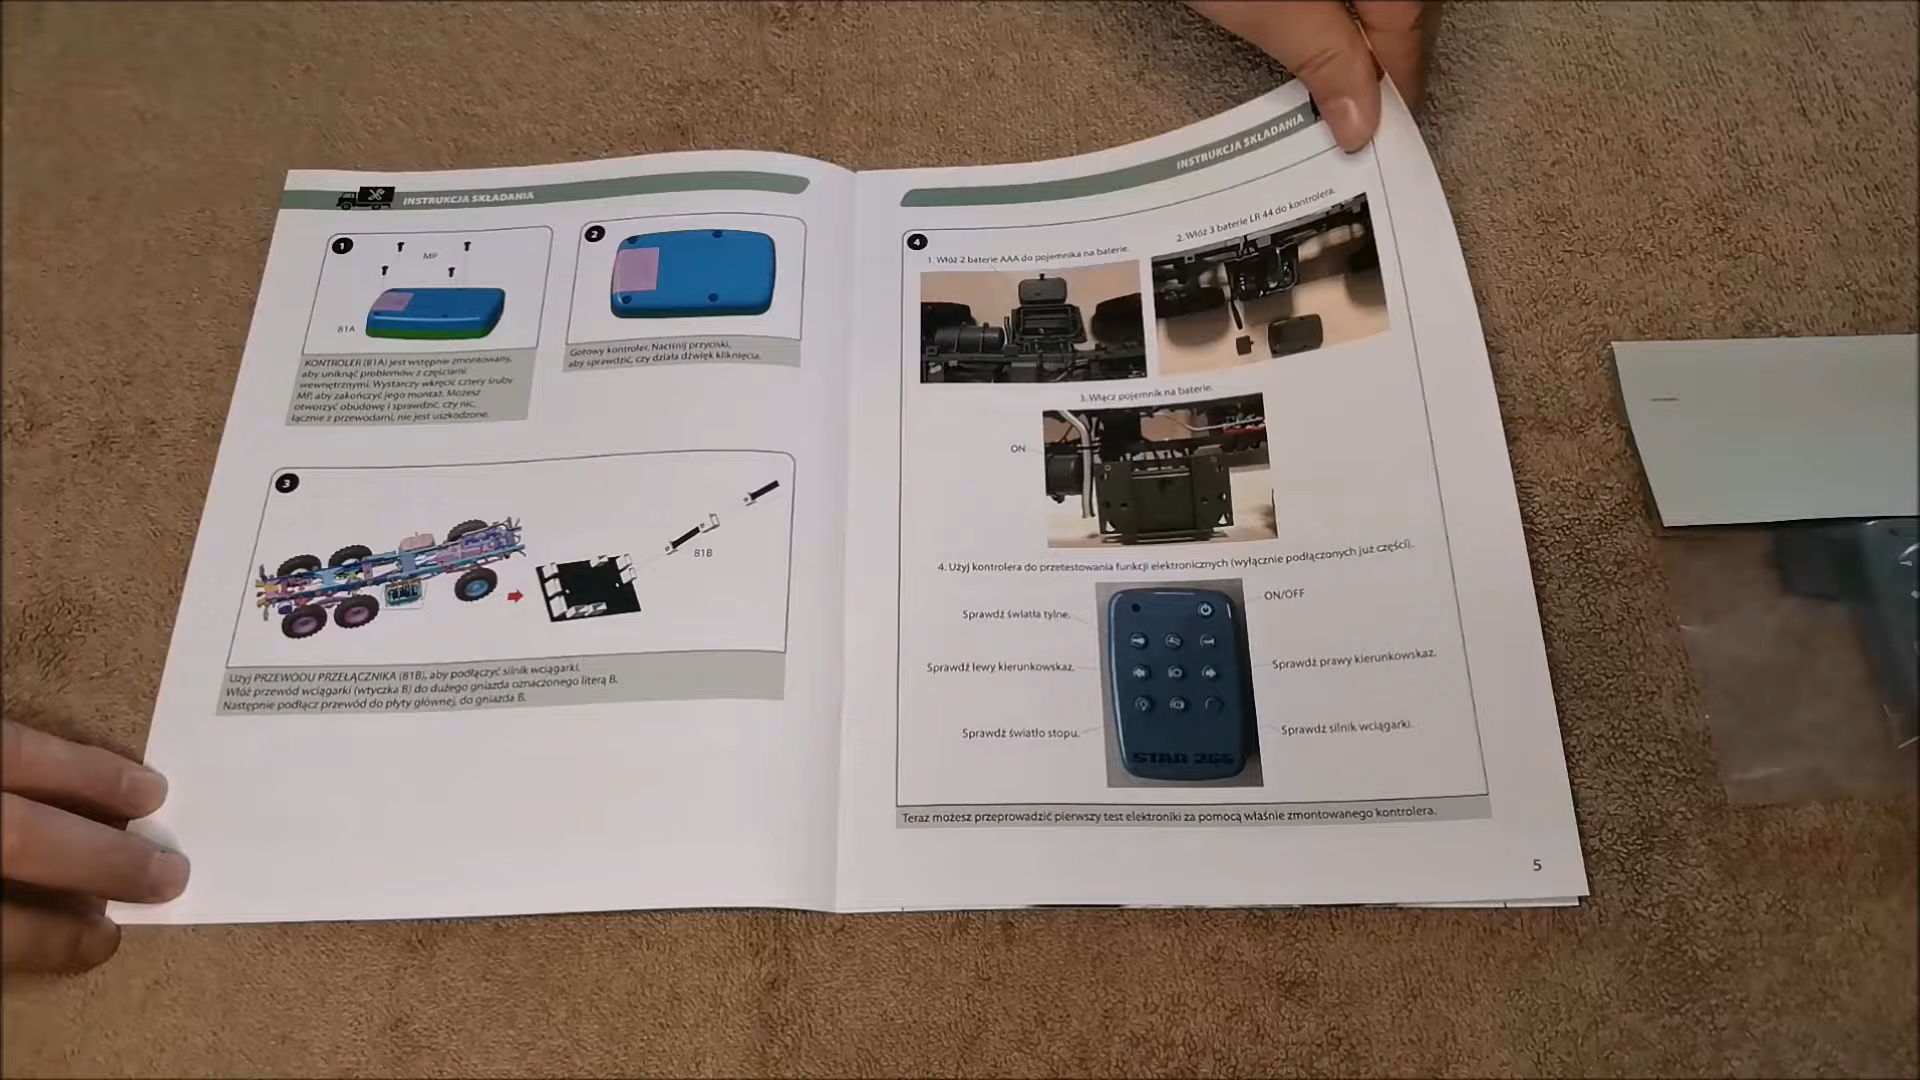 INSTRUKCJA SKŁADANIA
1
MP
81A
KONTROLER (81A) jest wstępnie zmontowany,
aby uniknąć problemów z częściami
wewnętrznymi. Wystarczy wkręcić cztery śruby
MP, aby zakończyć jego montaż. Możesz
otworzyć obudowę i sprawdzić, czy nic,
łącznie z przewodami, nie jest uszkodzone.
2
Gotowy kontroler. Naciśnij przyciski,
aby sprawdzić, czy działa dźwięk kliknięcia.
3
81B
Użyj PRZEWODU PRZEŁĄCZNIKA (81B), aby podłączyć silnik wciągarki.
Włóż przewód wciągarki (wtyczka B) do dużego gniazda oznaczonego literą B.
Następnie podłącz przewód do płyty głównej, do gniazda B.
INSTRUKCJA SKŁADANIA
4
1. Włóż 2 baterie AAA do pojemnika na baterie.
2. Włóż 3 baterie LR 44 do kontrolera.
3. Włącz pojemnik na baterie.
ON
4. Użyj kontrolera do przetestowania funkcji elektronicznych (wyłącznie podłączonych już części).
ON/OFF
Sprawdź światła tylne.
Sprawdź lewy kierunkowskaz.
Sprawdź prawy kierunkowskaz.
Sprawdź światło stopu.
Sprawdź silnik wciągarki.
STAR 266
Teraz możesz przeprowadzić pierwszy test elektroniki za pomocą właśnie zmontowanego kontrolera.
5